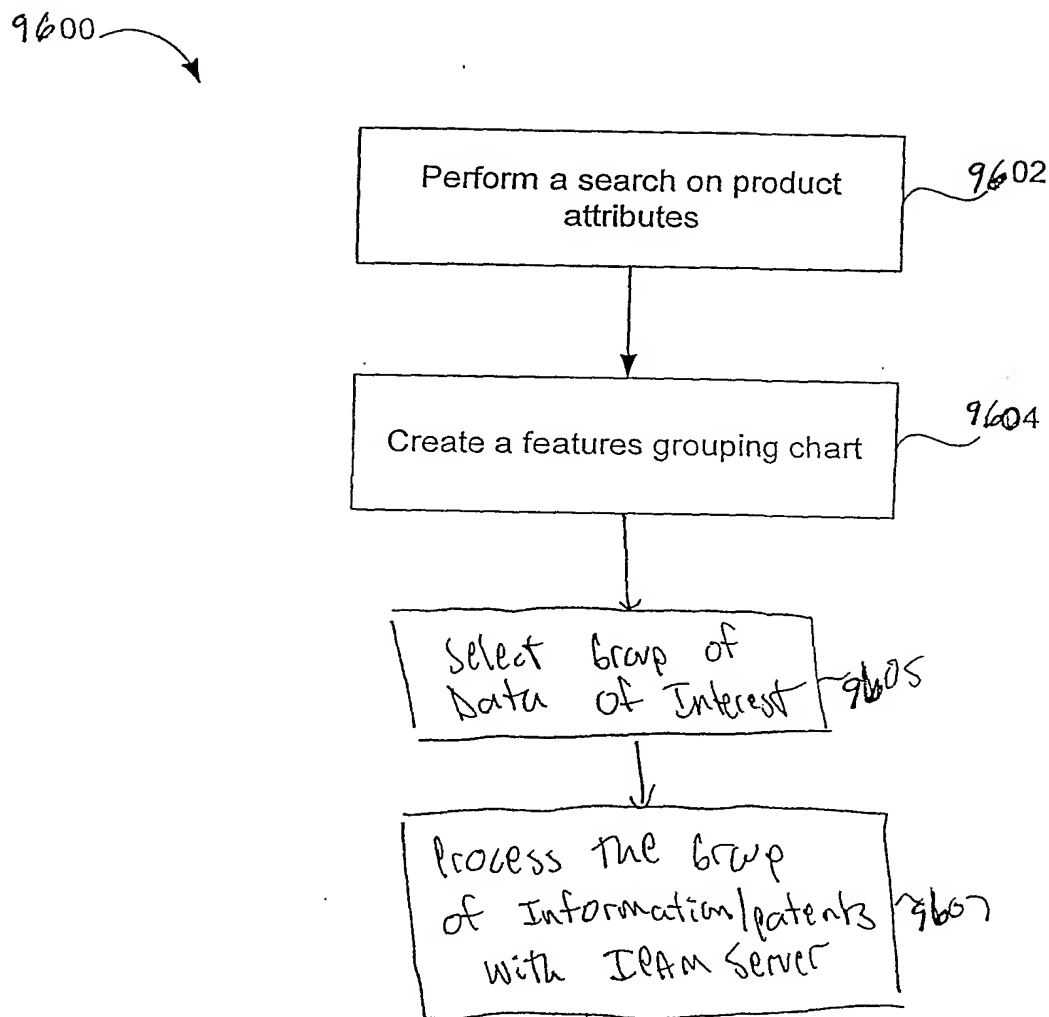 9600
Perform a search on product
attributes
9602
Create a features grouping chart
9604
Select Group of
Data of Interest
9605
Process the Group
of Information/patents
with IPAM Server
9607